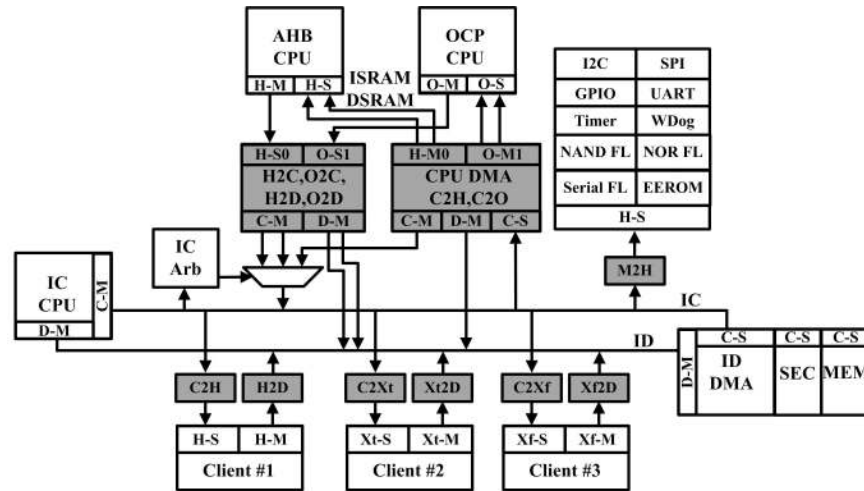 AHB
CPU
H-M H-S
OCP
CPU
O-M O-S
ISRAM
DSRAM
I2C SPI
GPIO UART
Timer WDog
NAND FL NOR FL
Serial FL EEROM
H-S
H-S0 O-S1
H2C,O2C,
H2D,O2D
C-M D-M
H-M0 O-M1
CPU DMA
C2H,C2O
C-M D-M C-S
M2H
IC
Arb
IC
CPU
C-M
D-M
IC
ID
D-M
C-S C-S C-S
ID
DMA
SEC
MEM
C2H H2D C2Xt Xt2D C2Xf Xf2D
H-S H-M Xt-S Xt-M Xf-S Xf-M
Client #1 Client #2 Client #3